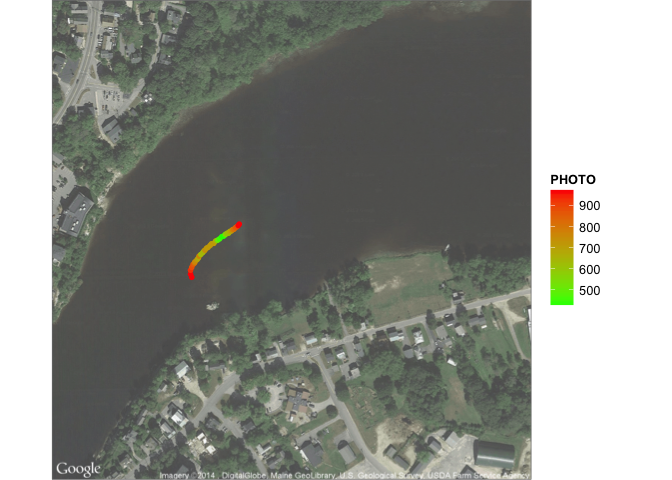 PHOTO
900
800
700
600
500
Google
Imagery ©2014 , DigitalGlobe, Maine GeoLibrary, U.S. Geological Survey, USDA Farm Service Agency